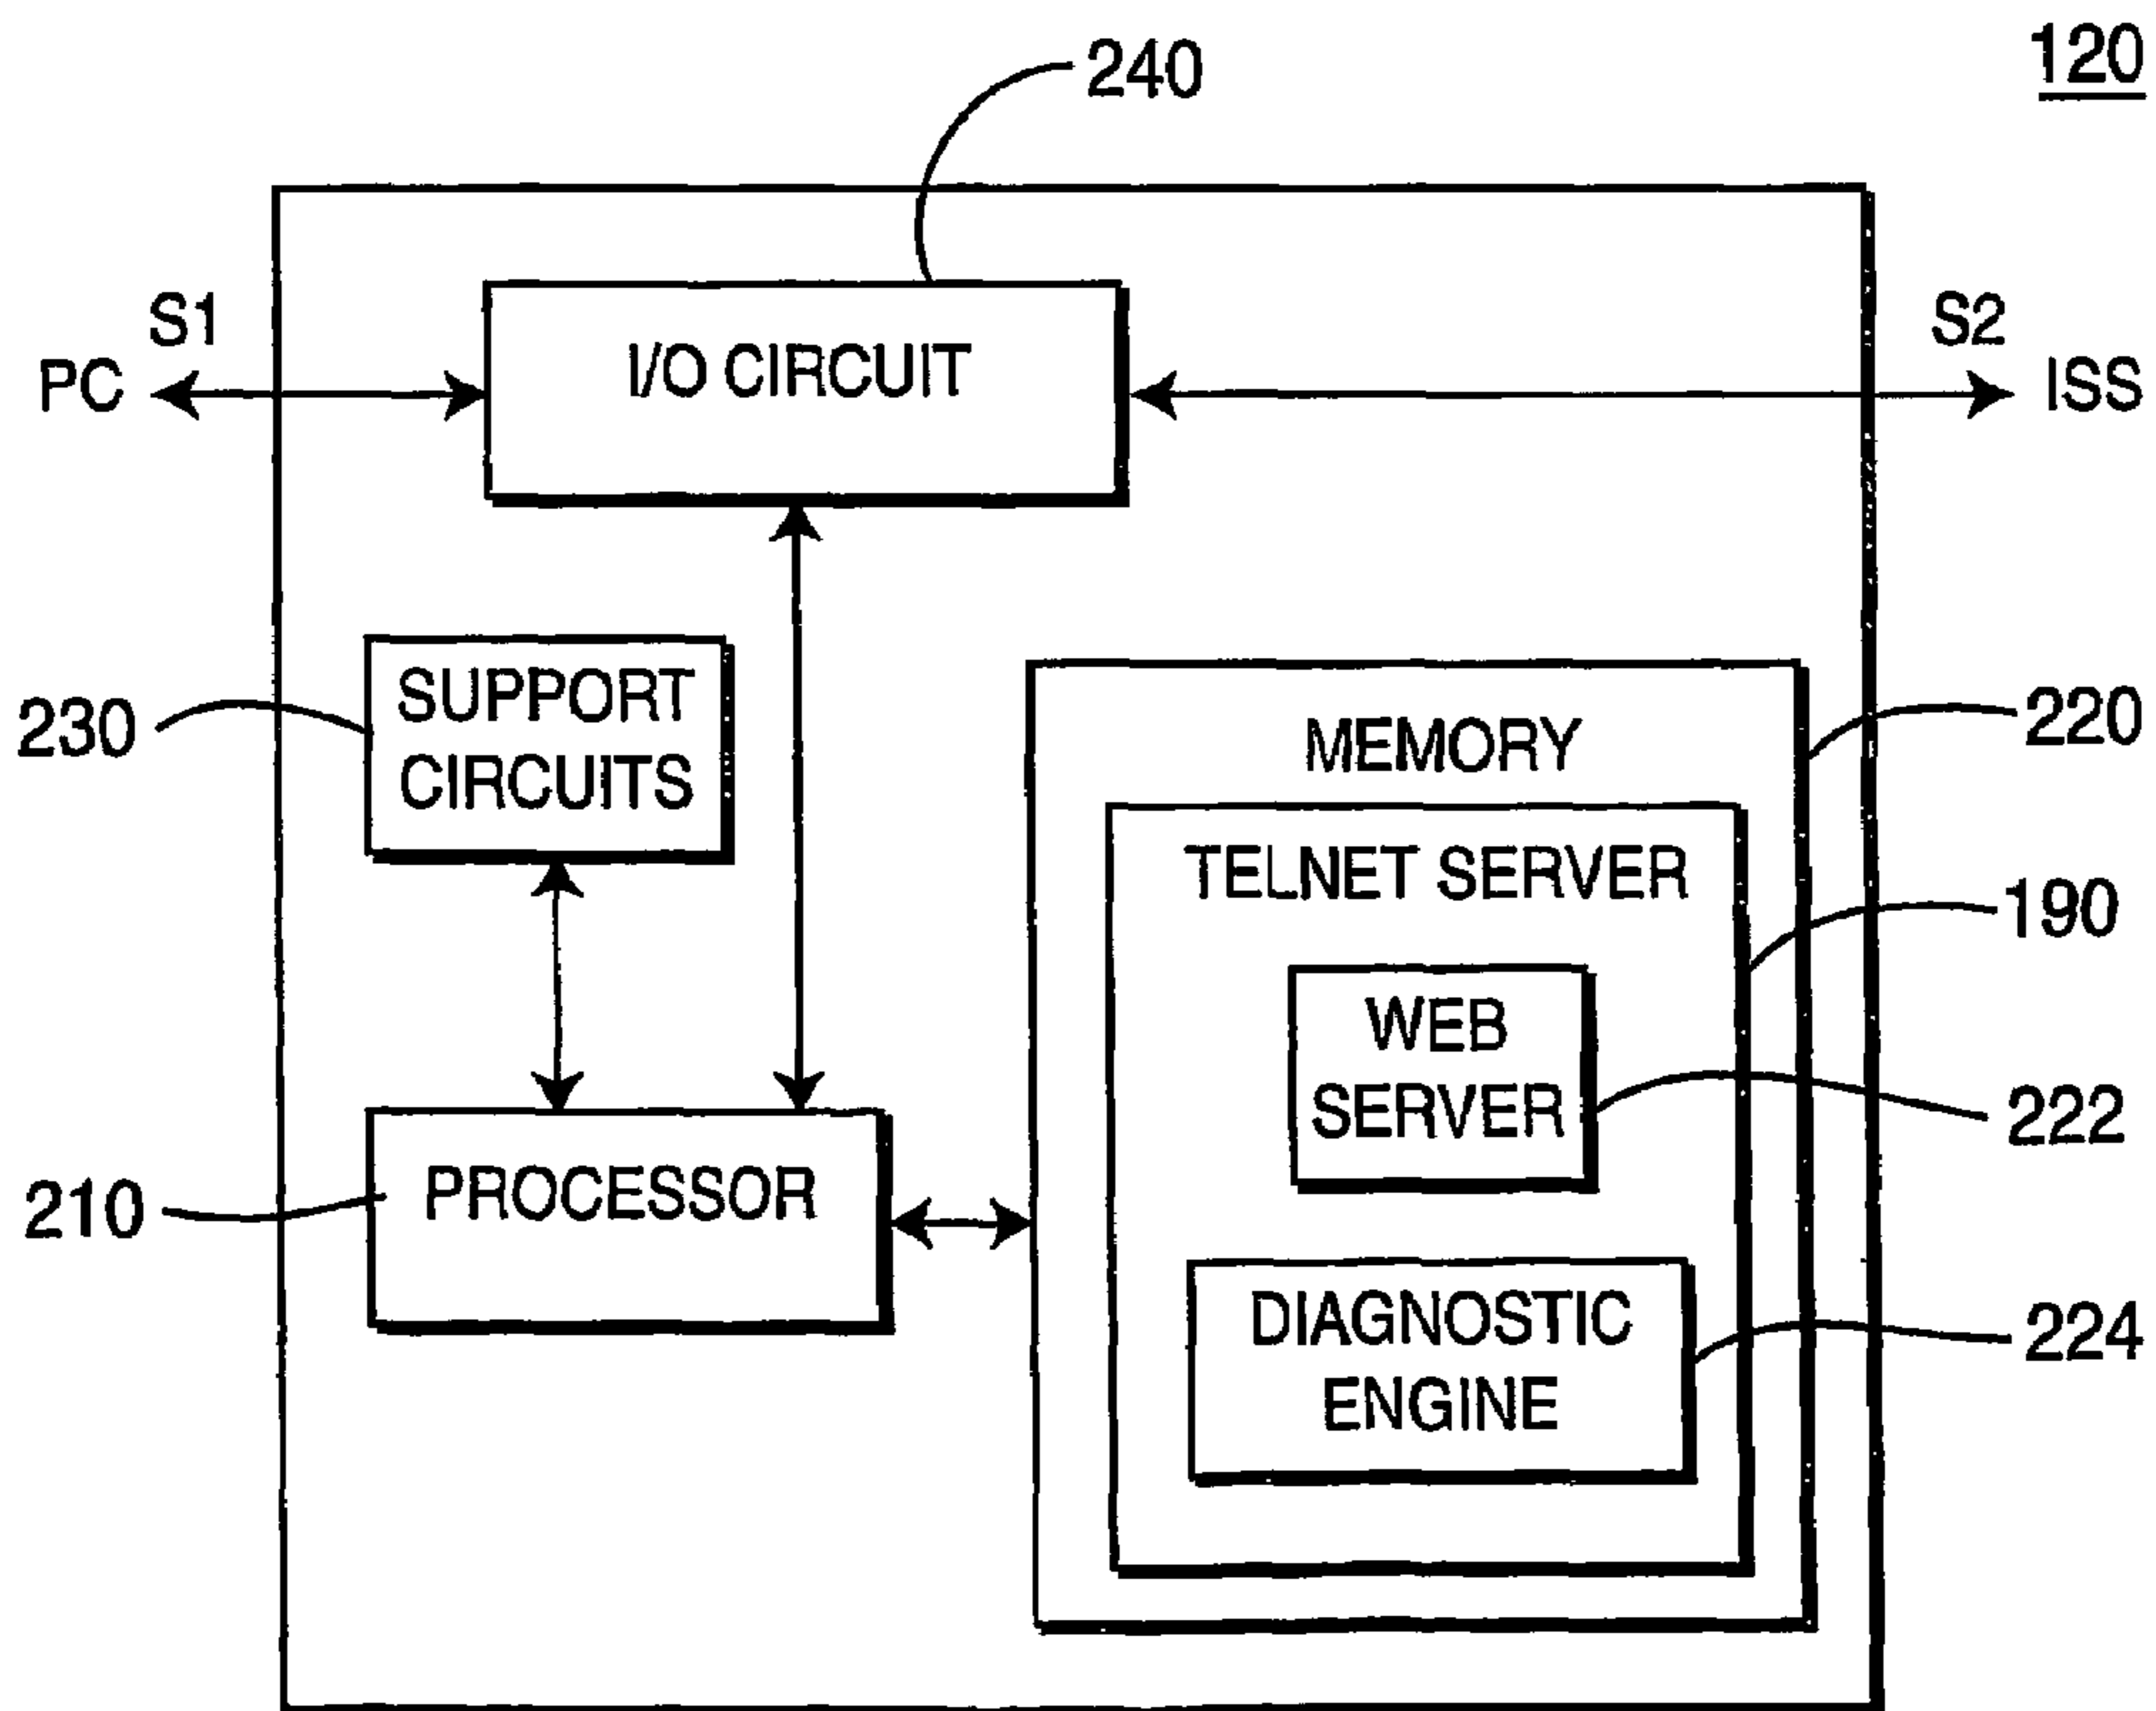 120
240
S1
PC
I/O CIRCUIT
S2
ISS
230
SUPPORT
CIRCUITS
MEMORY
220
TELNET SERVER
190
WEB
SERVER
222
210
PROCESSOR
DIAGNOSTIC
ENGINE
224